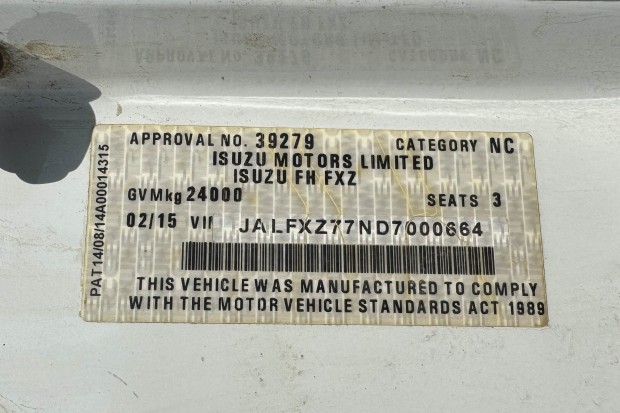 APPROVAL NO. 39279 CATEGORY NC
ISUZU MOTORS LIMITED
ISUZU FH FXZ
GVMkg 24000 SEATS 3
02/15 VIN JALFXZ77ND7000664
THIS VEHICLE WAS MANUFACTURED TO COMPLY
WITH THE MOTOR VEHICLE STANDARDS ACT 1989
PAT14/08/14A00014315